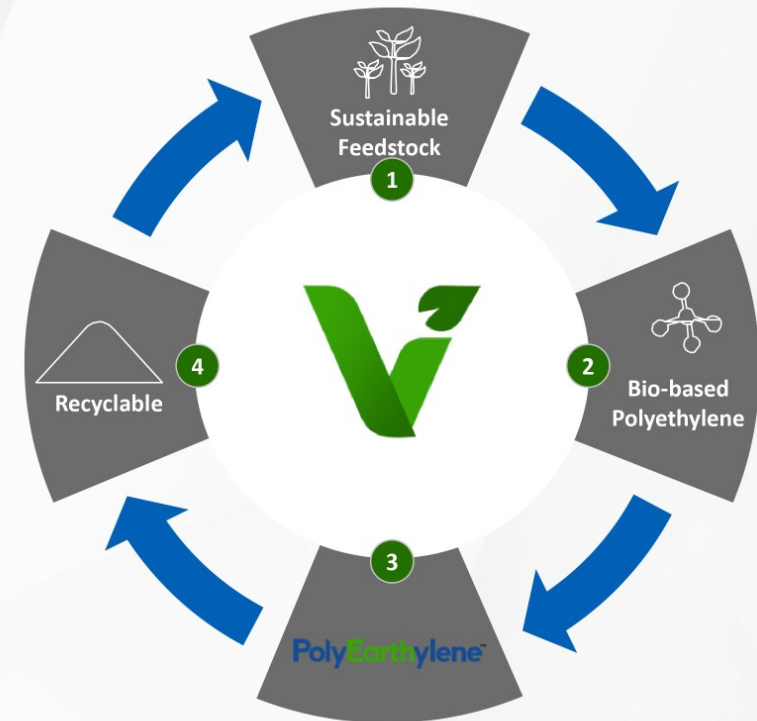 Sustainable
Feedstock
1
2
Bio-based
Polyethylene
3
PolyEarthylene™
4
Recyclable